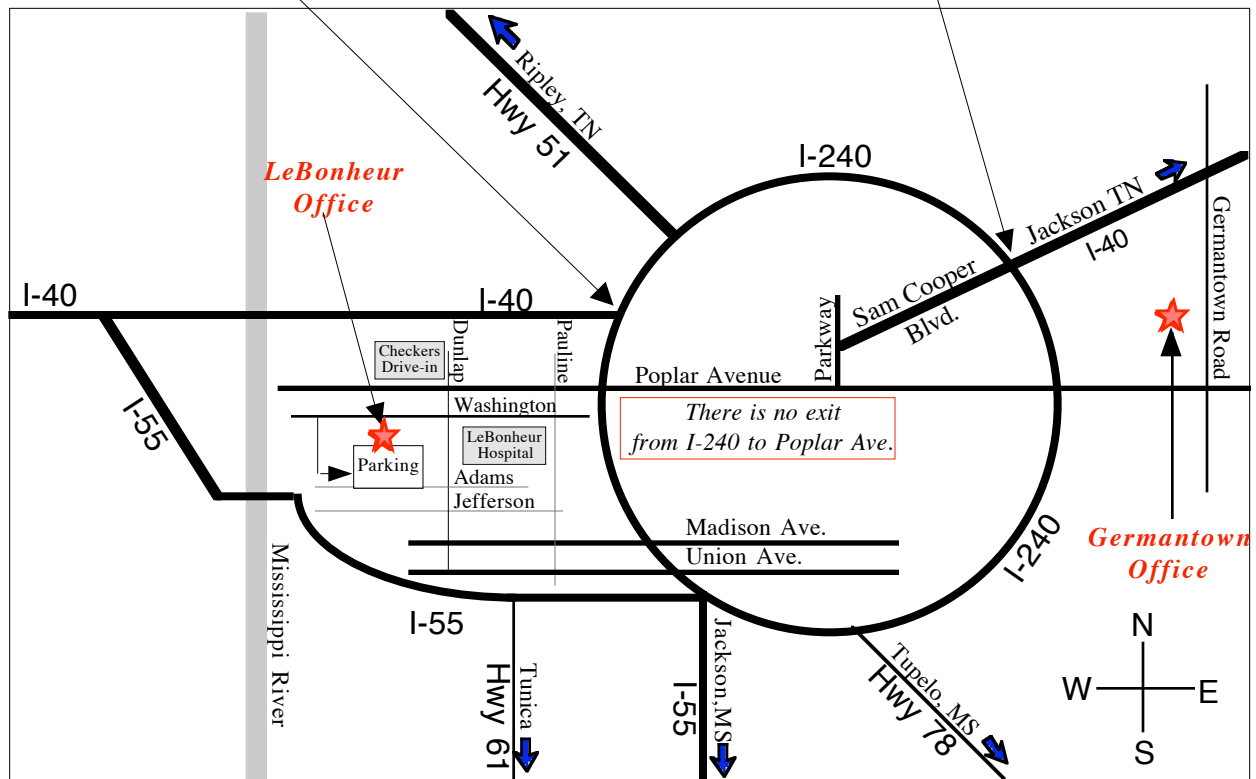 Ripley, TN
Hwy 51
I-240
LeBonheur
Office
Jackson TN
I-40
Germantown Road
I-40
I-40
Sam Cooper
Blvd.
Parkway
Dunlap
Pauline
Checkers
Drive-in
Poplar Avenue
I-55
Washington
There is no exit
from I-240 to Poplar Ave.
LeBonheur
Hospital
Parking
Adams
Jefferson
Madison Ave.
Union Ave.
I-240
Germantown
Office
Mississippi River
I-55
Tunica
Hwy 61
Jackson,MS
I-55
Tupelo, MS
Hwy 78
N
W
E
S